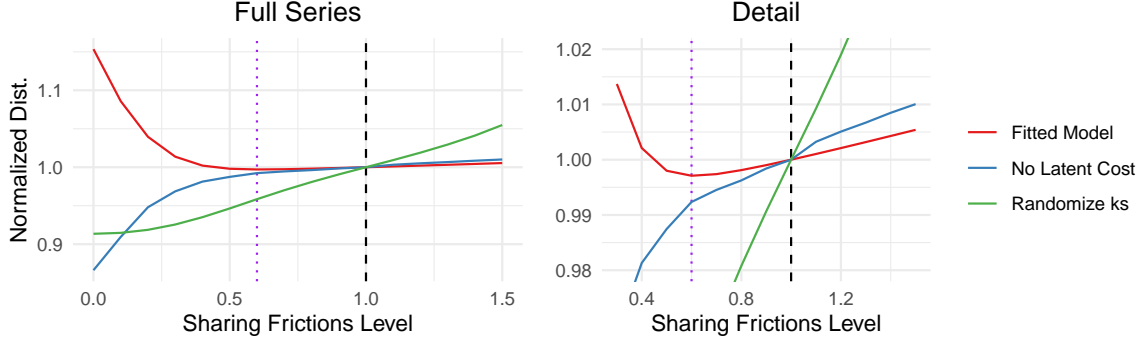 Full Series
Normalized Dist.
1.1
1.0
0.9
0.0
0.5
1.0
1.5
Sharing Frictions Level
Detail
1.02
1.01
1.00
0.99
0.98
0.4
0.8
1.2
Sharing Frictions Level
Fitted Model
No Latent Cost
Randomize ks